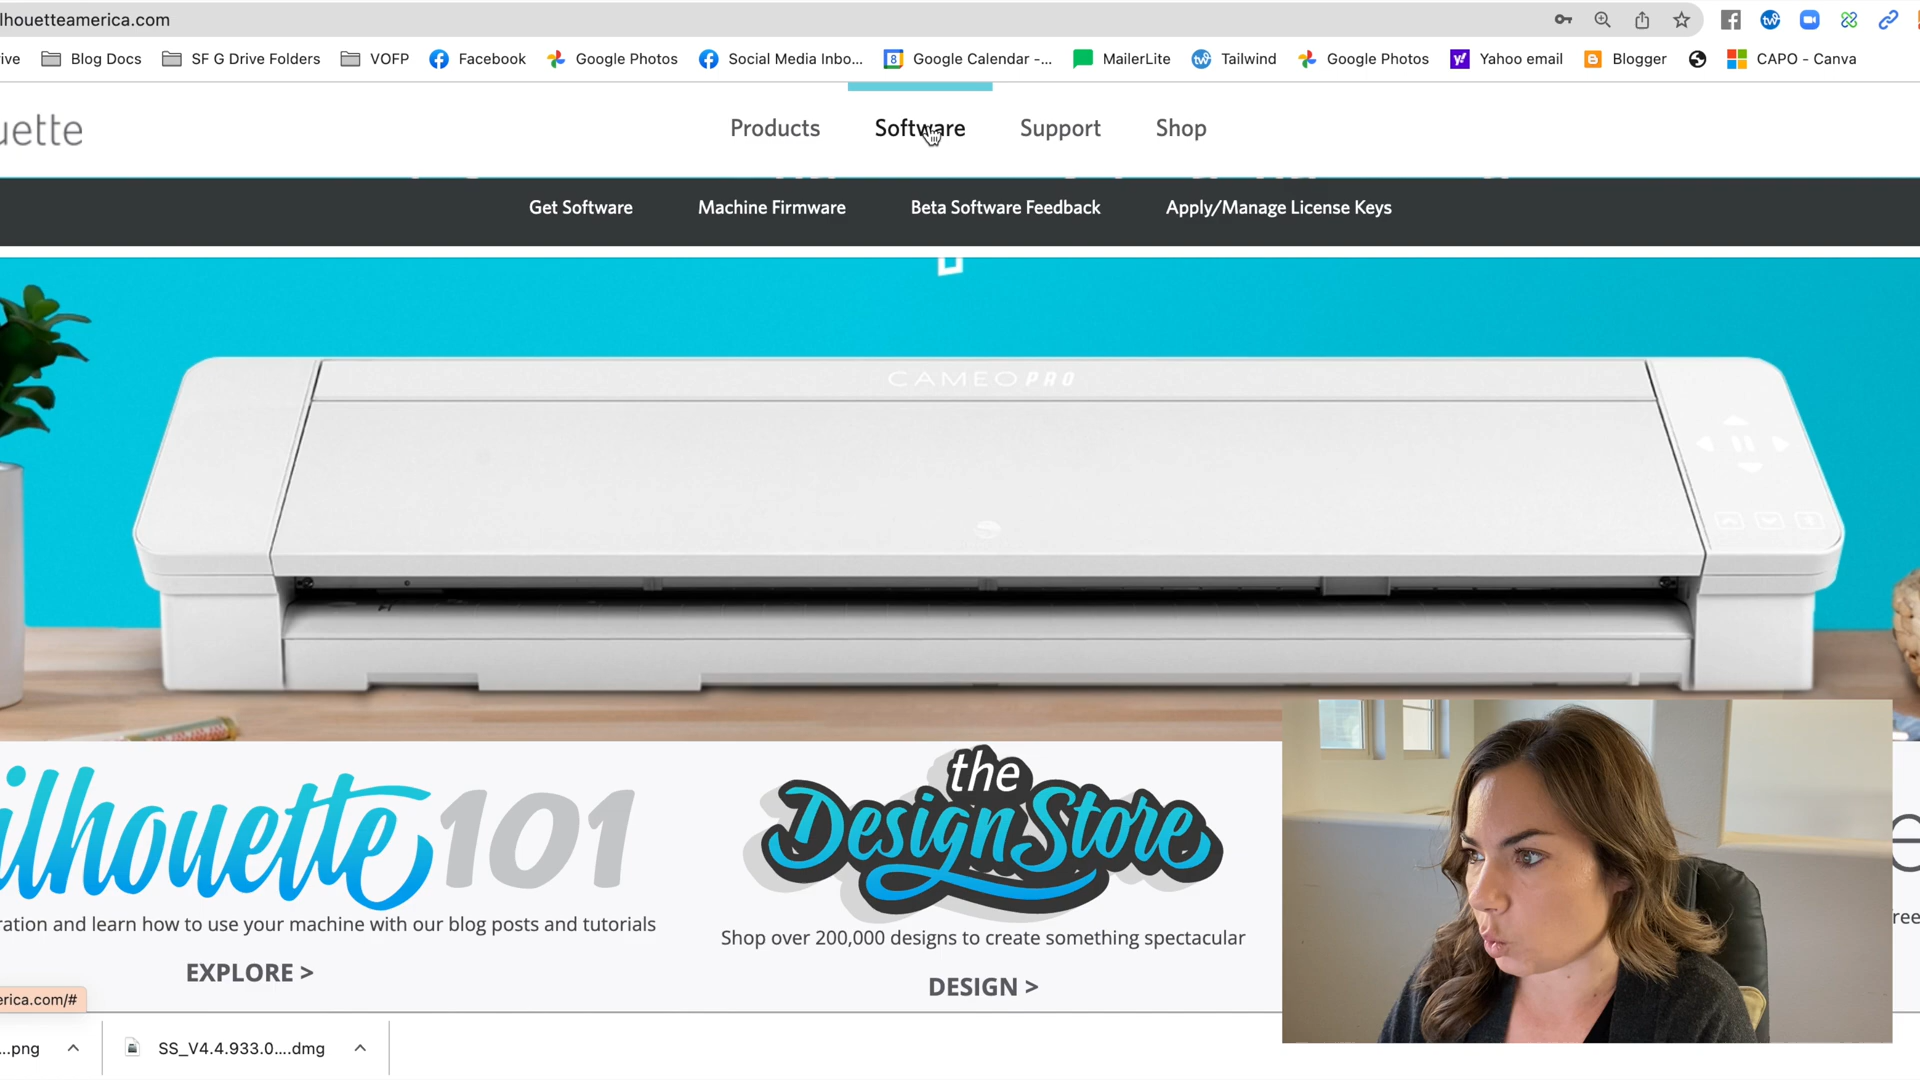 lhouetteamerica.com
ive Blog Docs SF G Drive Folders VOFP Facebook Google Photos Social Media Inbo... Google Calendar -... MailerLite Tailwind Google Photos Yahoo email Blogger CAPO - Canva
uette Products Software Support Shop
Get Software Machine Firmware Beta Software Feedback Apply/Manage License Keys
CAMEO PRO
ilhouette 101
the
Design Store
ration and learn how to use your machine with our blog posts and tutorials
Shop over 200,000 designs to create something spectacular
ree
EXPLORE >
DESIGN >
erica.com/#
...png SS_V4.4.933.0....dmg